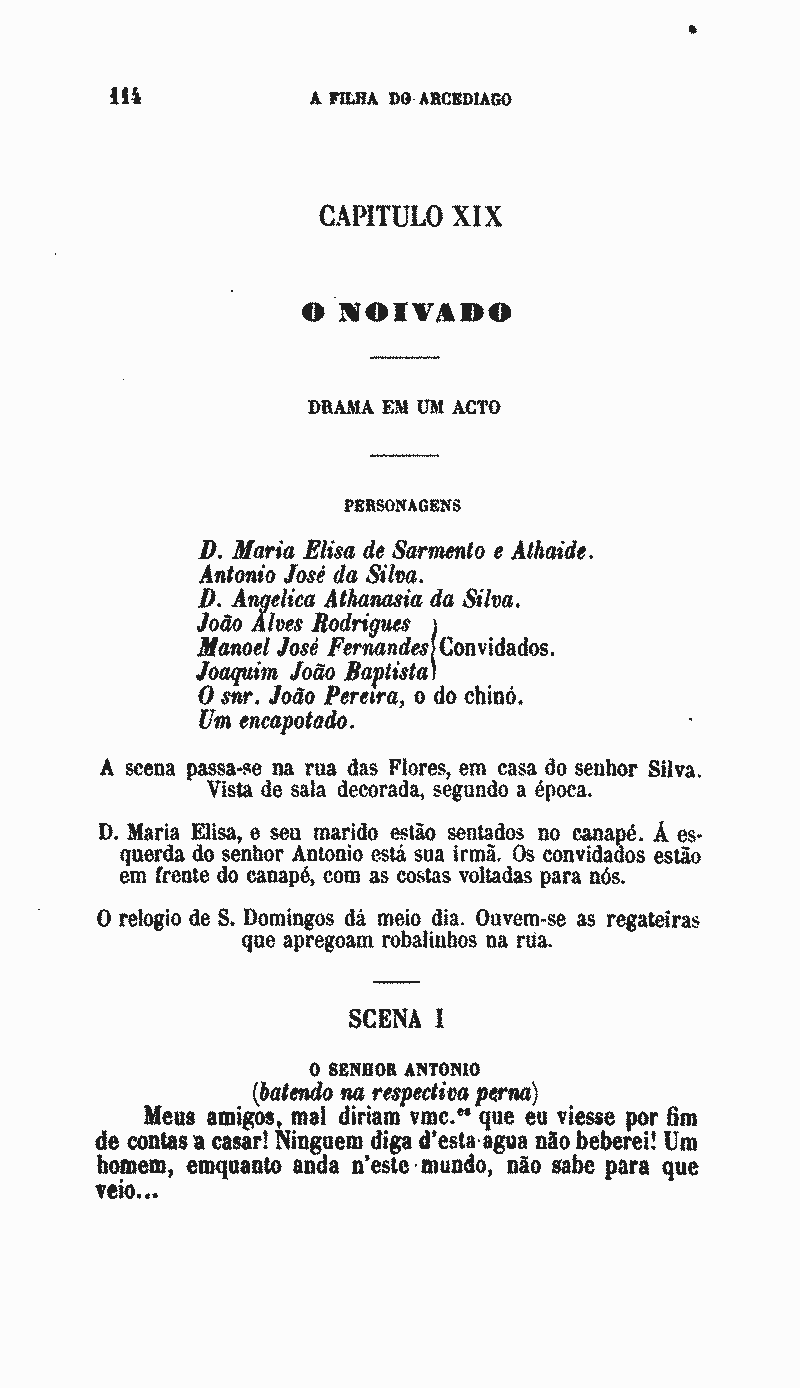 114 A FILHA DO ARCEDIAGO
CAPITULO XIX
O NOIVADO
DRAMA EM UM ACTO
PERSONAGENS
D. Maria Elisa de Sarmento e Athaide.
Antonio José da Silva.
D. Angelica Athanasia da Silva.
João Alves Rodrigues
Manoel José Fernandes } Convidados.
Joaquim João Baptista
O snr. João Pereira, o do chinó.
Um encapotado.
A scena passa-se na rua das Flores, em casa do senhor Silva.
Vista de sala decorada, segundo a época.
D. Maria Elisa, e seu marido estão sentados no canapé. Á es-
querda do senhor Antonio está sua irmã. Os convidados estão
em frente do canapé, com as costas voltadas para nós.
O relogio de S. Domingos dá meio dia. Ouvem-se as regateiras
que apregoam robalinhos na rua.
SCENA I
O SENHOR ANTONIO
(batendo na respectiva perna)
Meus amigos, mal diriam vmc.es que eu viesse por fim
de contas a casar! Ninguem diga d'esta agua não beberei! Um
homem, emquanto anda n'este mundo, não sabe para que
veio...